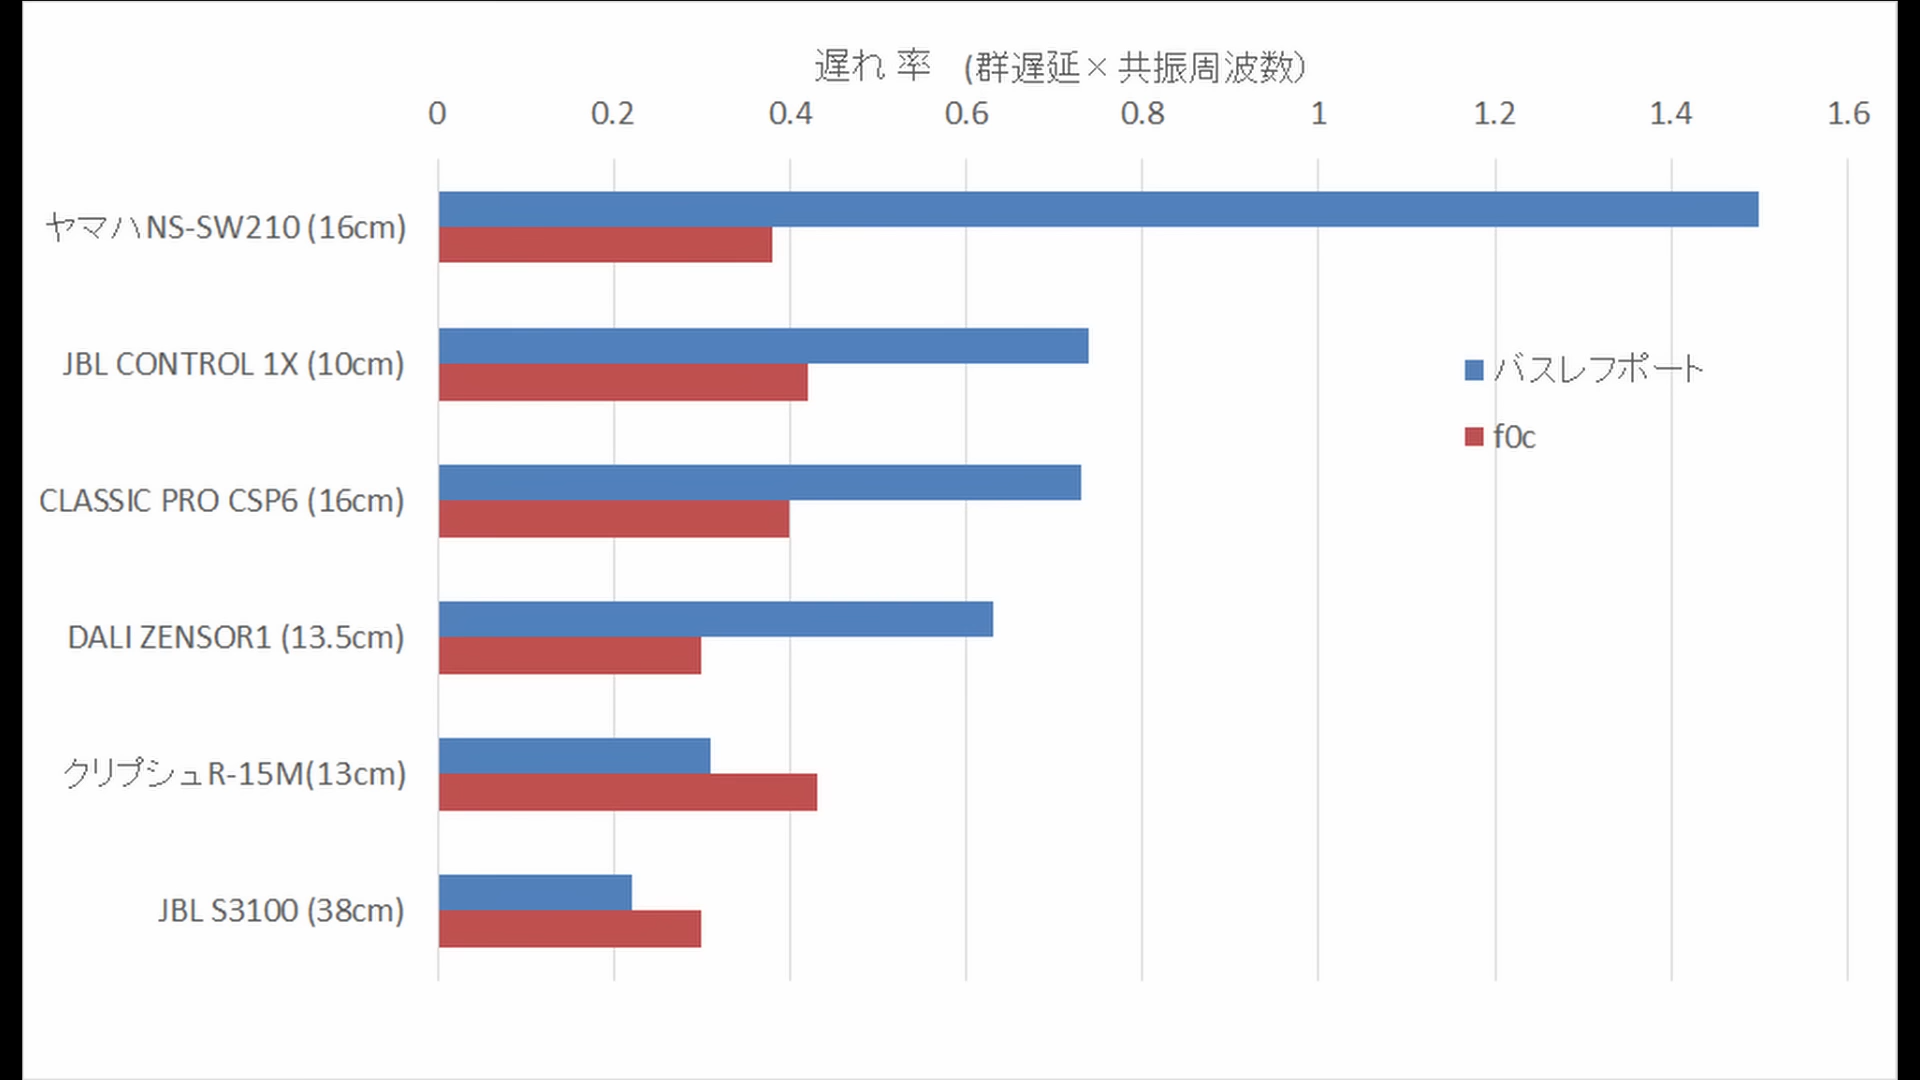 遅れ率 (群遅延×共振周波数)
0 0.2 0.4 0.6 0.8 1 1.2 1.4 1.6
ヤマハNS-SW210 (16cm)
JBL CONTROL 1X (10cm)
バスレフポート
f0c
CLASSIC PRO CSP6 (16cm)
DALI ZENSOR1 (13.5cm)
クリプシュR-15M(13cm)
JBL S3100 (38cm)